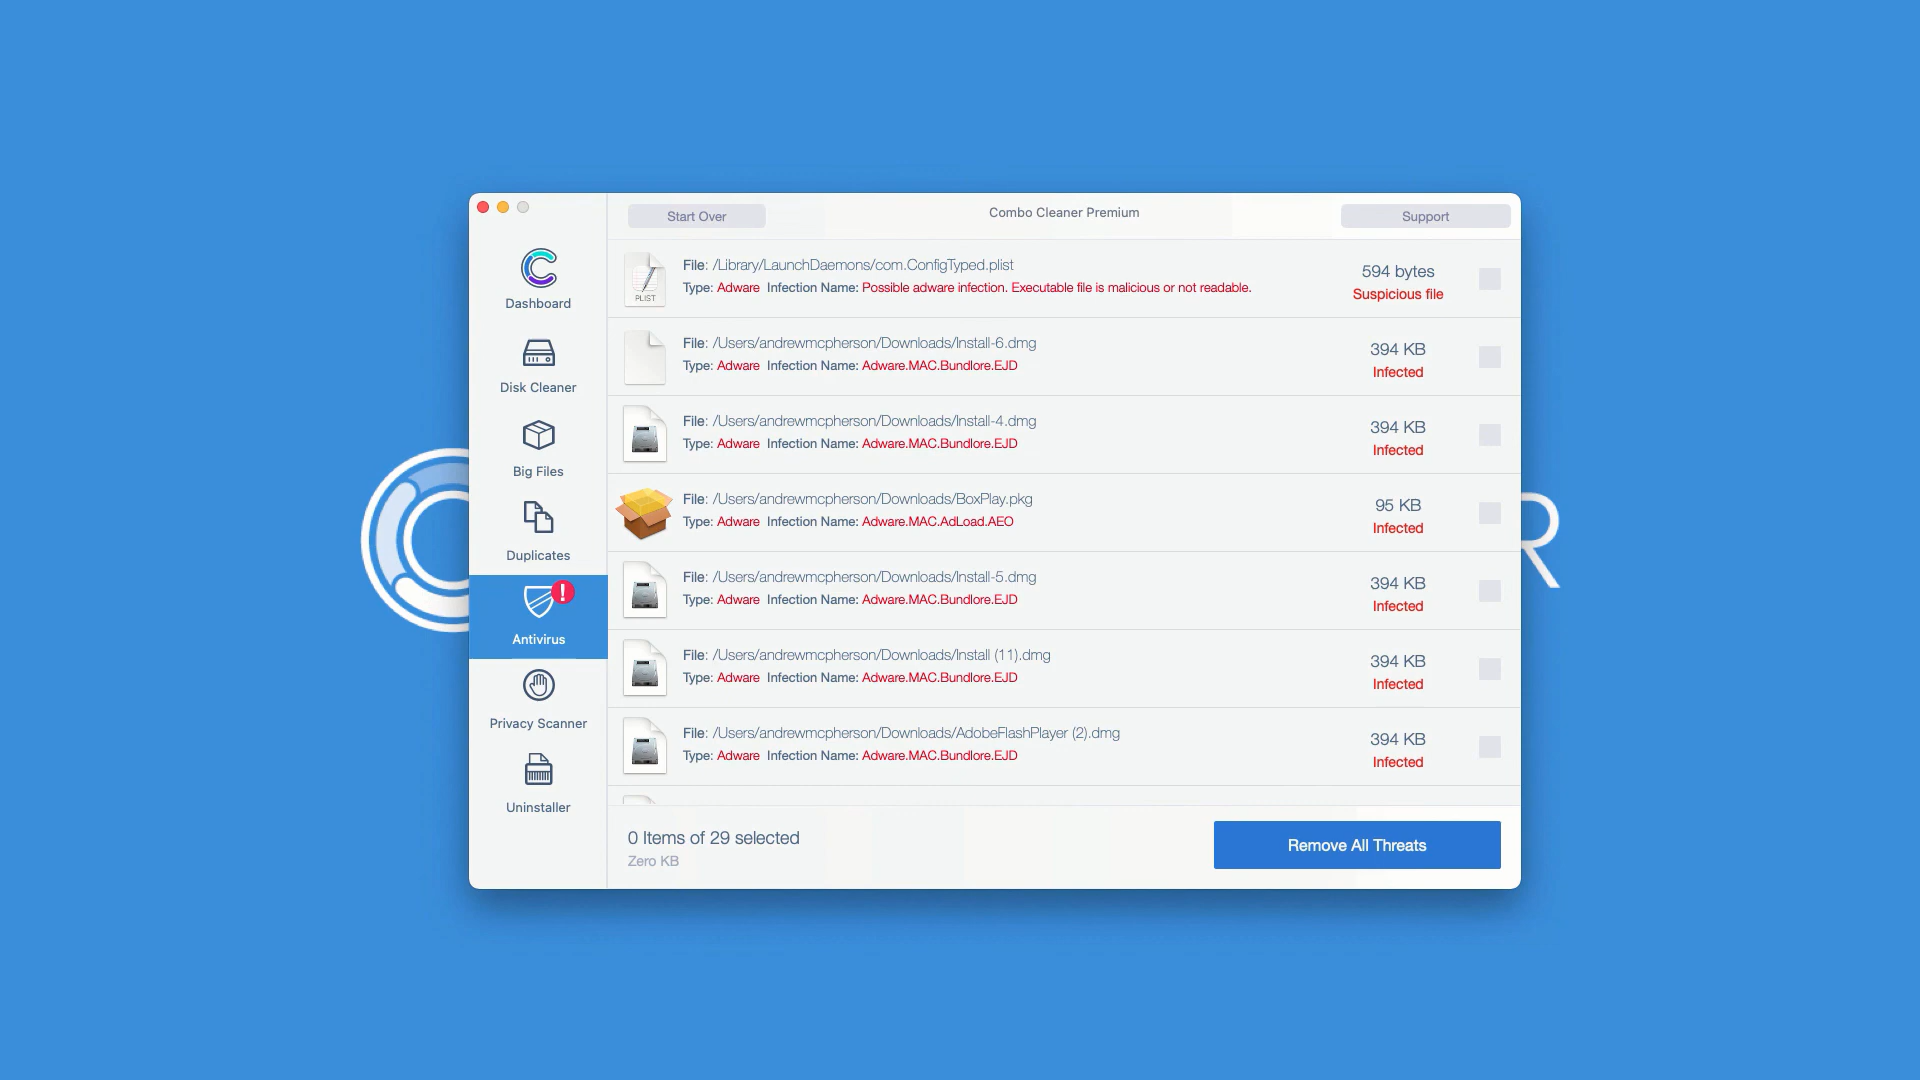 Start Over
Combo Cleaner Premium
Support
Dashboard
Disk Cleaner
Big Files
Duplicates
!
Antivirus
Privacy Scanner
Uninstaller
PLIST
File: /Library/LaunchDaemons/com.ConfigTyped.plist
Type: Adware Infection Name: Possible adware infection. Executable file is malicious or not readable.
594 bytes
Suspicious file
File: /Users/andrewmcpherson/Downloads/Install-6.dmg
Type: Adware Infection Name: Adware.MAC.Bundlore.EJD
394 KB
Infected
File: /Users/andrewmcpherson/Downloads/Install-4.dmg
Type: Adware Infection Name: Adware.MAC.Bundlore.EJD
394 KB
Infected
File: /Users/andrewmcpherson/Downloads/BoxPlay.pkg
Type: Adware Infection Name: Adware.MAC.AdLoad.AEO
95 KB
Infected
File: /Users/andrewmcpherson/Downloads/Install-5.dmg
Type: Adware Infection Name: Adware.MAC.Bundlore.EJD
394 KB
Infected
File: /Users/andrewmcpherson/Downloads/Install (11).dmg
Type: Adware Infection Name: Adware.MAC.Bundlore.EJD
394 KB
Infected
File: /Users/andrewmcpherson/Downloads/AdobeFlashPlayer (2).dmg
Type: Adware Infection Name: Adware.MAC.Bundlore.EJD
394 KB
Infected
0 Items of 29 selected
Zero KB
Remove All Threats
R